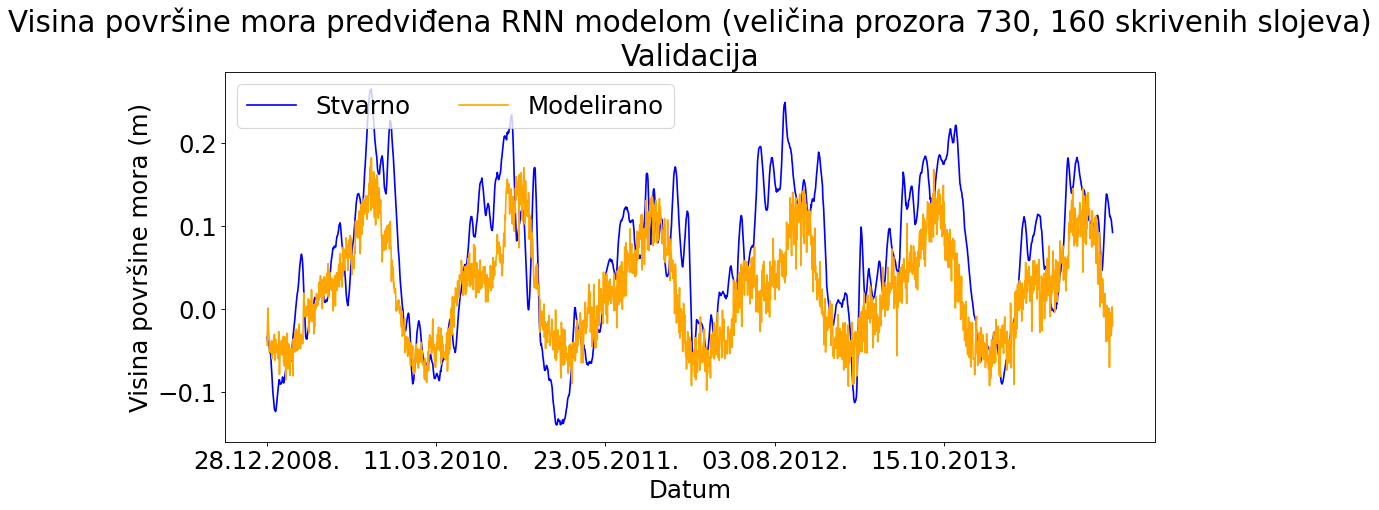 Visina površine mora predviđena RNN modelom (veličina prozora 730, 160 skrivenih slojeva)
Validacija
Stvarno Modelirano
Visina površine mora (m)
0.2
0.1
0.0
−0.1
28.12.2008. 11.03.2010. 23.05.2011. 03.08.2012. 15.10.2013.
Datum